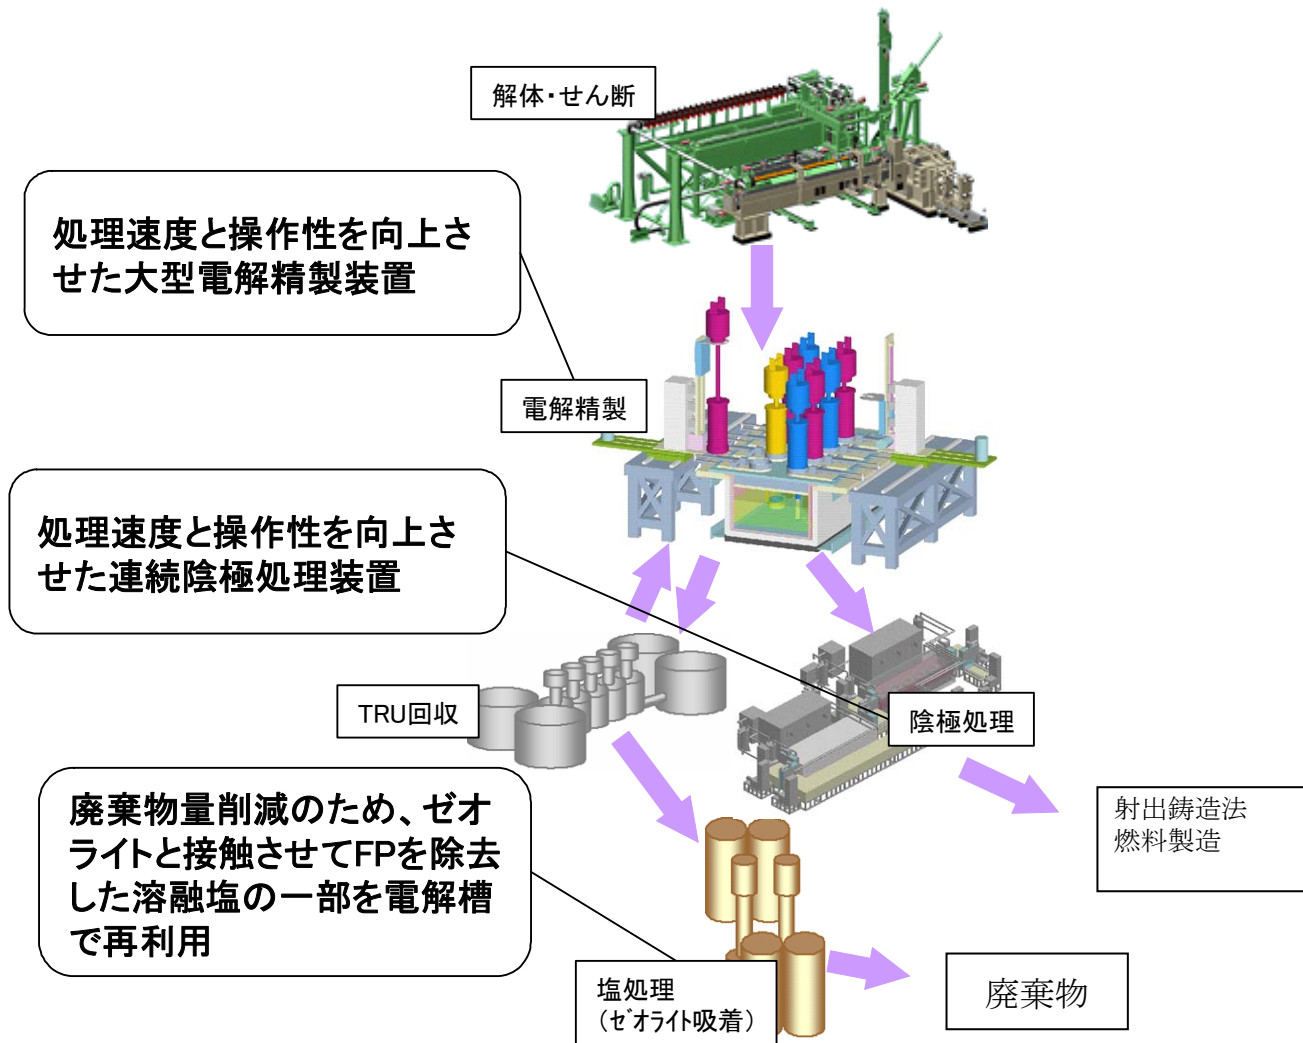 解体・せん断
処理速度と操作性を向上さ
せた大型電解精製装置
電解精製
処理速度と操作性を向上さ
せた連続陰極処理装置
TRU回収
陰極処理
廃棄物量削減のため、ゼオ
ライトと接触させてFPを除去
した溶融塩の一部を電解槽
で再利用
射出鋳造法
燃料製造
塩処理
（ｾﾞｵﾗｲﾄ吸着）
廃棄物